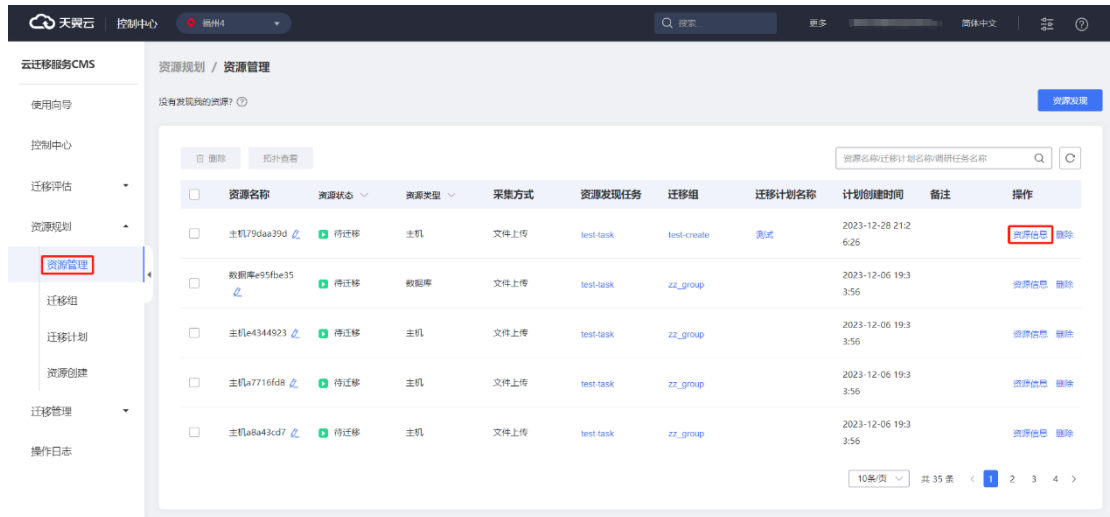 天翼云 控制中心 福州4 搜索... 更多 简体中文
云迁移服务CMS
使用向导
控制中心
迁移评估
资源规划
资源管理
迁移组
迁移计划
资源创建
迁移管理
操作日志
资源规划 / 资源管理
没有发现我的资源? 资源发现
删除 拓扑查看 资源名称/迁移计划名称/调研任务名称
资源名称 资源状态 资源类型 采集方式 资源发现任务 迁移组 迁移计划名称 计划创建时间 备注 操作
主机79daa39d 待迁移 主机 文件上传 test-task test-create 测试 2023-12-28 21:2 资源信息 删除
6:26
数据库e95fbe35 待迁移 数据库 文件上传 test-task zz_group 2023-12-06 19:3 资源信息 删除
3:56
主机e4344923 待迁移 主机 文件上传 test-task zz_group 2023-12-06 19:3 资源信息 删除
3:56
主机a7716fd8 待迁移 主机 文件上传 test-task zz_group 2023-12-06 19:3 资源信息 删除
3:56
主机a8a43cd7 待迁移 主机 文件上传 test-task zz_group 2023-12-06 19:3 资源信息 删除
3:56
10条/页 共 35 条 < 1 2 3 4 >